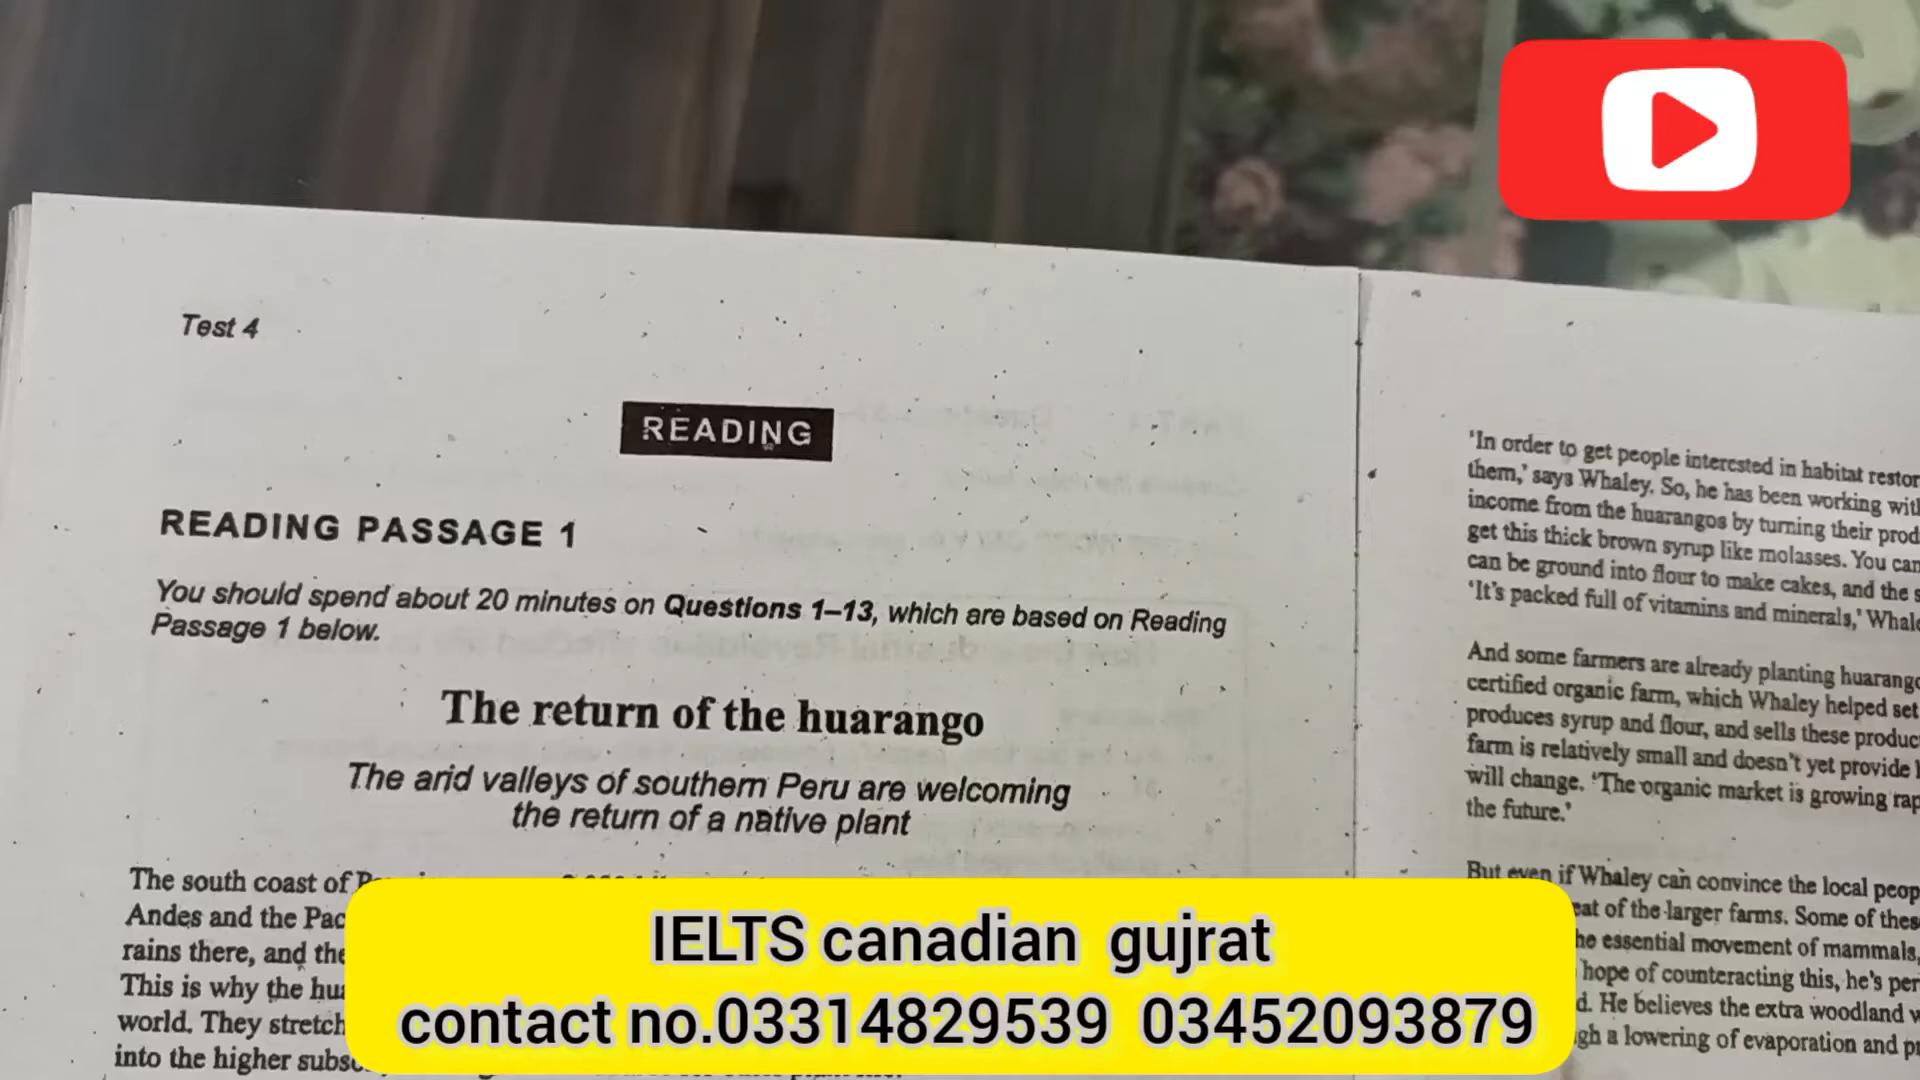 Test 4
READING
READING PASSAGE 1
You should spend about 20 minutes on Questions 1–13, which are based on Reading
Passage 1 below.
The return of the huarango
The arid valleys of southern Peru are welcoming
the return of a native plant
The south coast of
Andes and the Pac
rains there, and the
This is why the hua
world. They stretch
into the higher subs
'In order to get people interested in habitat restor
them,' says Whaley. So, he has been working with
income from the huarangos by turning their prod
get this thick brown syrup like molasses. You can
can be ground into flour to make cakes, and the s
'It's packed full of vitamins and minerals,' Whale
And some farmers are already planting huarango
certified organic farm, which Whaley helped set
produces syrup and flour, and sells these produc
farm is relatively small and doesn't yet provide
will change. 'The organic market is growing rap
the future.'
But even if Whaley can convince the local peop
eat of the larger farms. Some of these
he essential movement of mammals,
hope of counteracting this, he's per
d. He believes the extra woodland w
gh a lowering of evaporation and pr
IELTS canadian gujrat
contact no.03314829539 03452093879